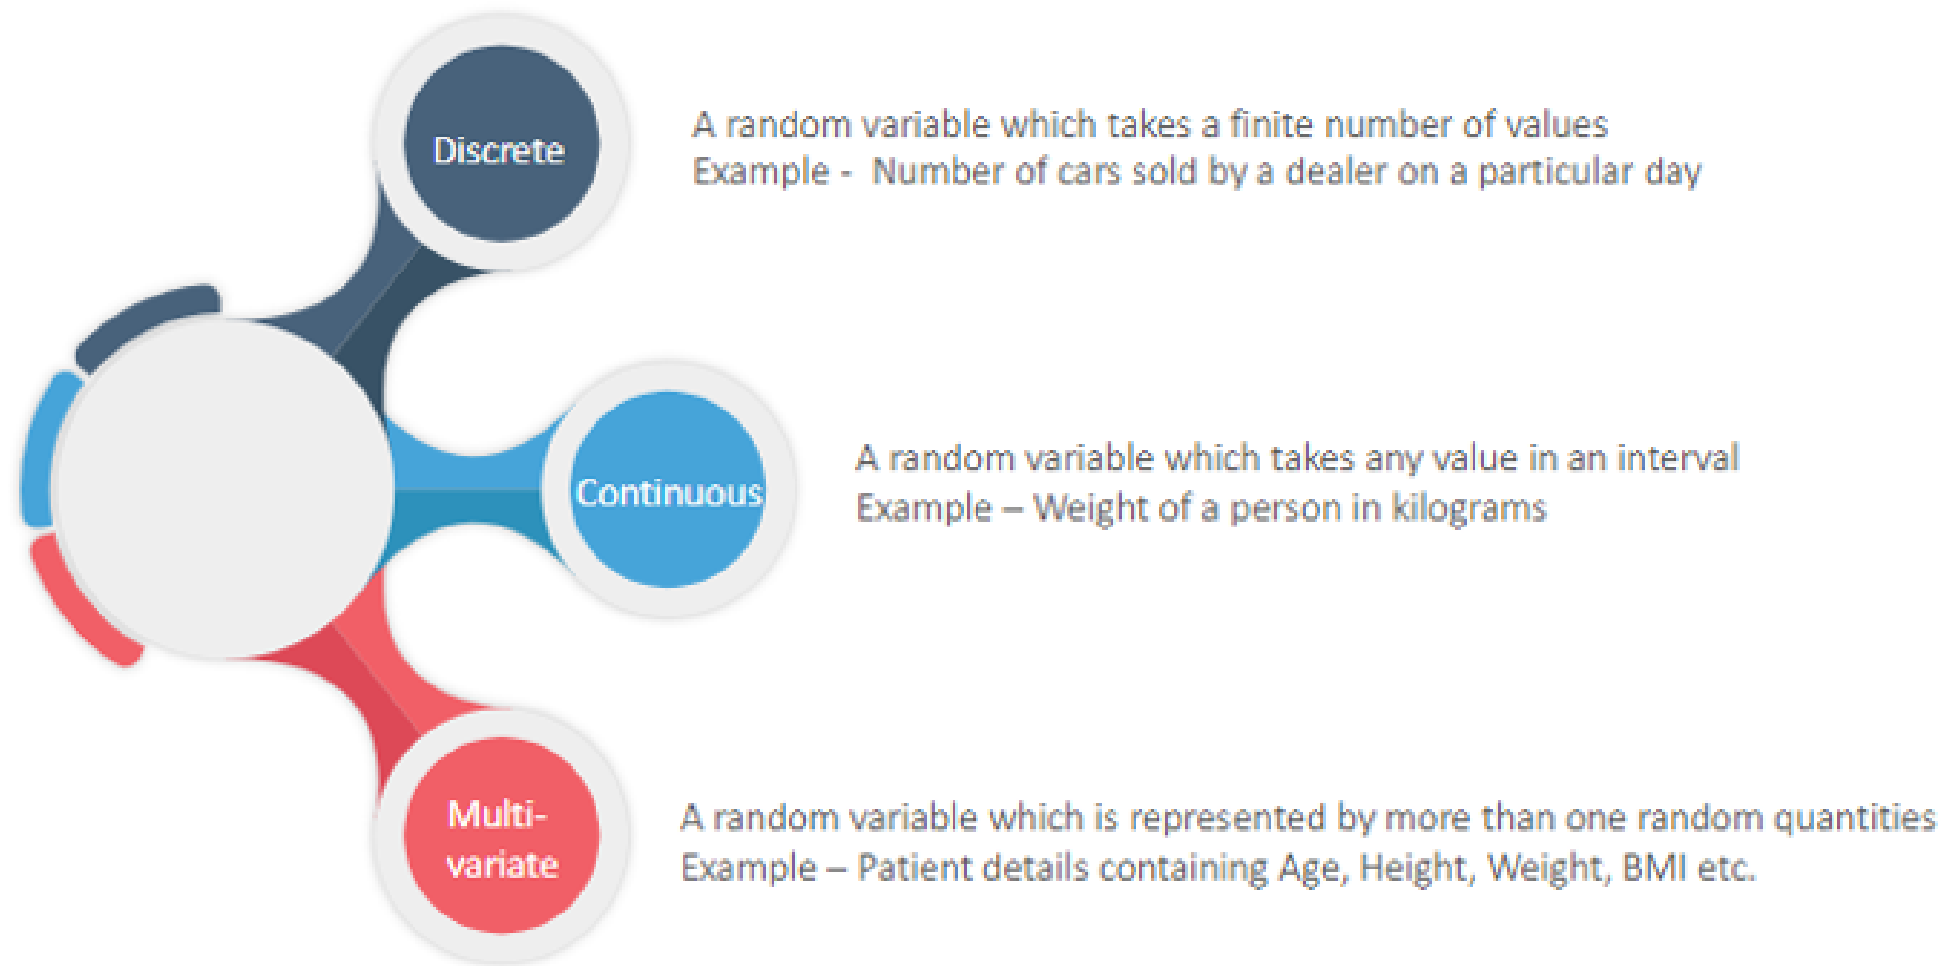 Discrete
A random variable which takes a finite number of values
Example -  Number of cars sold by a dealer on a particular day
Continuous
A random variable which takes any value in an interval
Example – Weight of a person in kilograms
Multi-
variate
A random variable which is represented by more than one random quantities
Example – Patient details containing Age, Height, Weight, BMI etc.